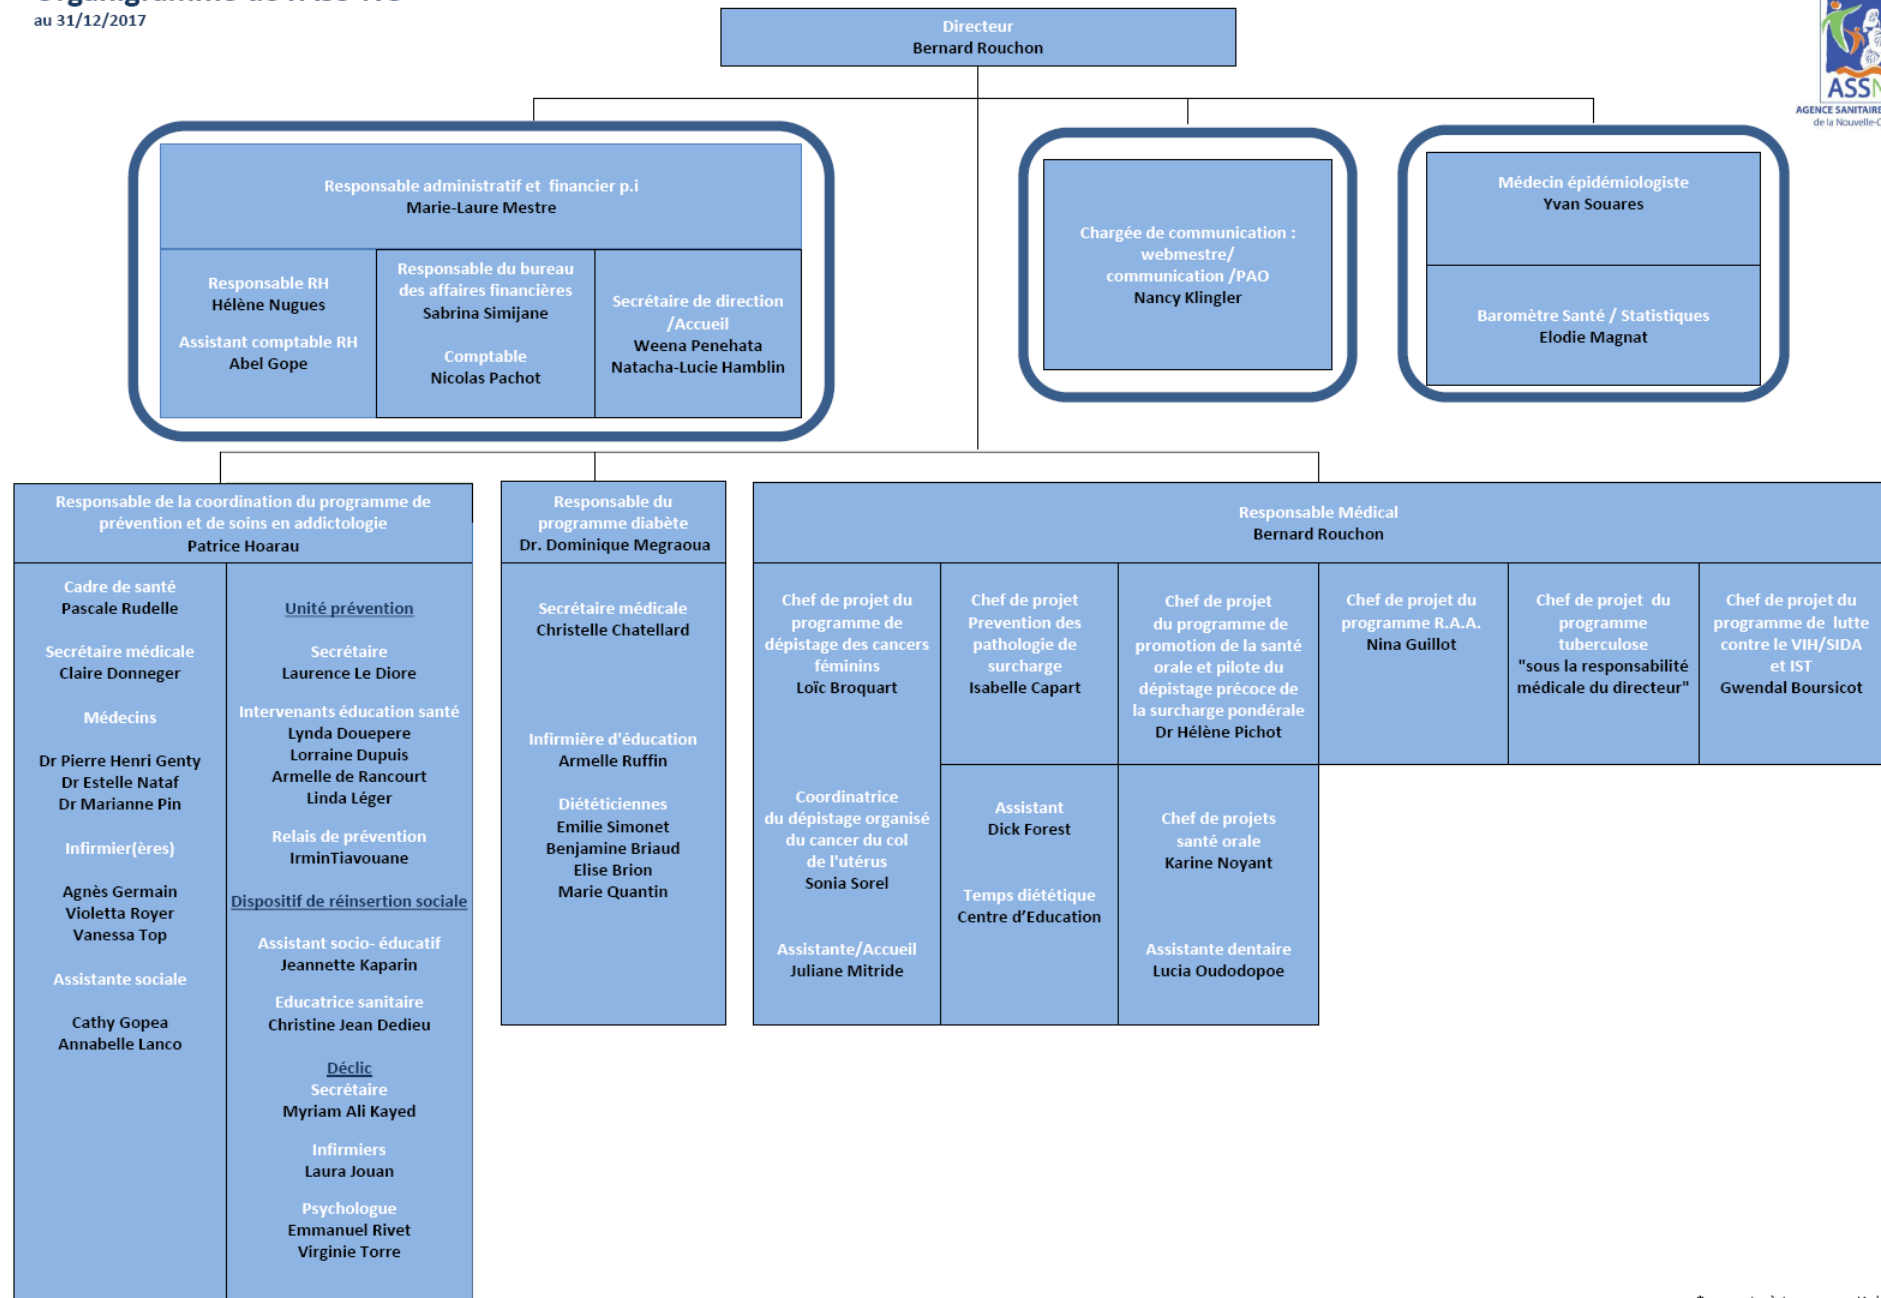 au 31/12/2017
Directeur
Bernard Rouchon
ASSN
AGENCE SANITAIRE
de la Nouvelle-C
Responsable administratif et financier p.i
Marie-Laure Mestre
Responsable RH
Hélène Nugues
Assistant comptable RH
Abel Gope
Responsable du bureau
des affaires financières
Sabrina Simijane
Comptable
Nicolas Pachot
Secrétaire de direction
/Accueil
Weena Penehata
Natacha-Lucie Hamblin
Chargée de communication :
webmestre/
communication /PAO
Nancy Klingler
Médecin épidémiologiste
Yvan Souares
Baromètre Santé / Statistiques
Elodie Magnat
Responsable de la coordination du programme de
prévention et de soins en addictologie
Patrice Hoarau
Cadre de santé
Pascale Rudelle
Secrétaire médicale
Claire Donneger
Médecins
Dr Pierre Henri Genty
Dr Estelle Nataf
Dr Marianne Pin
Infirmier(ères)
Agnès Germain
Violetta Royer
Vanessa Top
Assistante sociale
Cathy Gopea
Annabelle Lanco
Unité prévention
Secrétaire
Laurence Le Diore
Intervenants éducation santé
Lynda Douepere
Lorraine Dupuis
Armelle de Rancourt
Linda Léger
Relais de prévention
IrminTiavouane
Dispositif de réinsertion sociale
Assistant socio- éducatif
Jeannette Kaparin
Educatrice sanitaire
Christine Jean Dedieu
Déclic
Secrétaire
Myriam Ali Kayed
Infirmiers
Laura Jouan
Psychologue
Emmanuel Rivet
Virginie Torre
Responsable du
programme diabète
Dr. Dominique Megraoua
Secrétaire médicale
Christelle Chatellard
Infirmière d'éducation
Armelle Ruffin
Diététiciennes
Emilie Simonet
Benjamine Briaud
Elise Brion
Marie Quantin
Responsable Médical
Bernard Rouchon
Chef de projet du
programme de
dépistage des cancers
féminins
Loïc Broquart
Coordinatrice
du dépistage organisé
du cancer du col
de l'utérus
Sonia Sorel
Assistante/Accueil
Juliane Mitride
Chef de projet
Prevention des
pathologie de
surcharge
Isabelle Capart
Assistant
Dick Forest
Temps diététique
Centre d’Education
Chef de projet
du programme de
promotion de la santé
orale et pilote du
dépistage précoce de
la surcharge pondérale
Dr Hélène Pichot
Chef de projets
santé orale
Karine Noyant
Assistante dentaire
Lucia Oudodopoe
Chef de projet du
programme R.A.A.
Nina Guillot
Chef de projet du
programme
tuberculose
"sous la responsabilité
médicale du directeur"
Chef de projet du
programme de lutte
contre le VIH/SIDA
et IST
Gwendal Boursicot